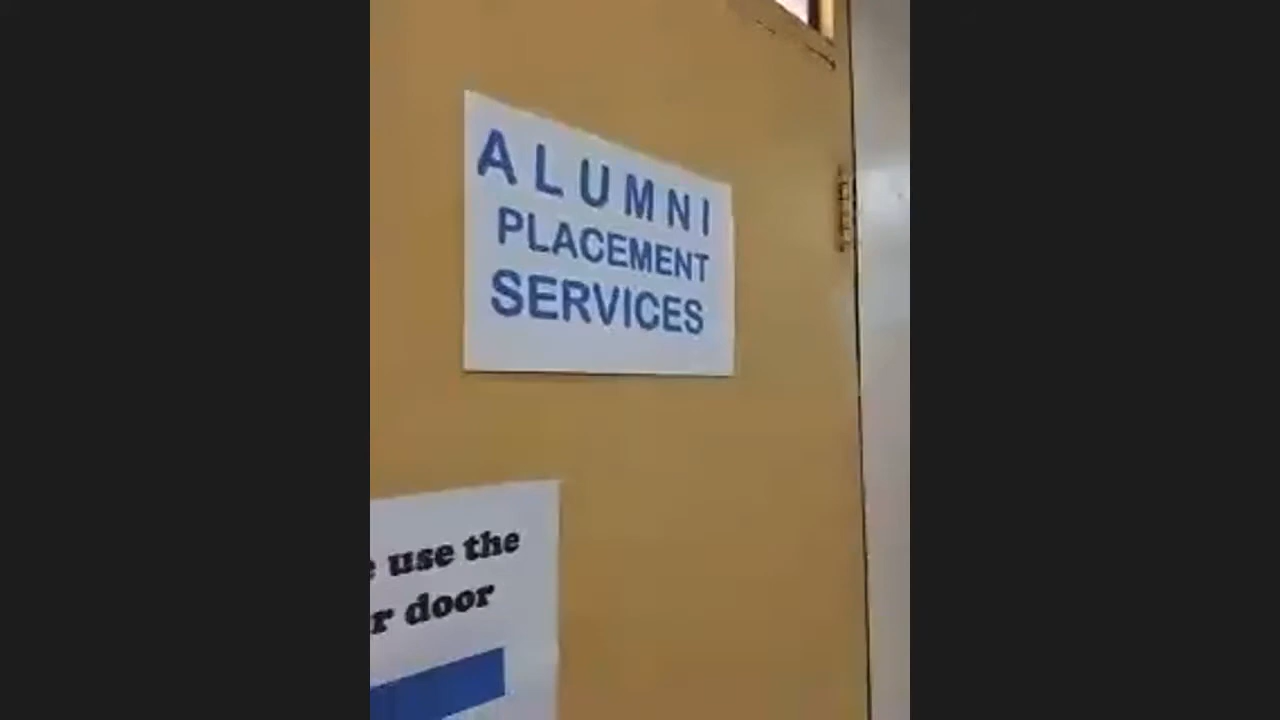 ALUMNI
PLACEMENT
SERVICES
use the
door